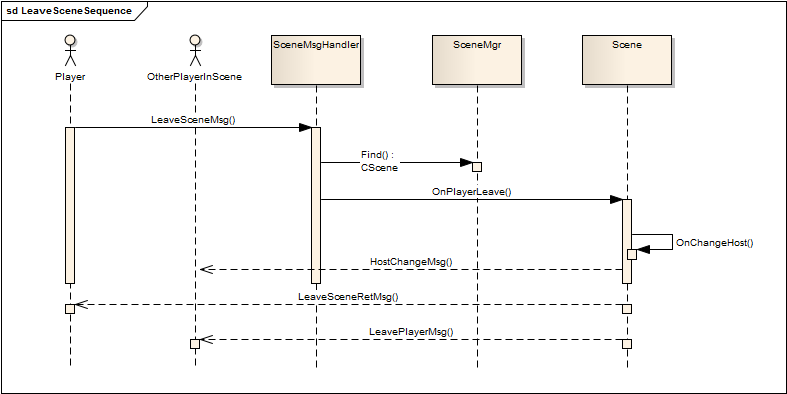 sd LeaveSceneSequence
Player
OtherPlayerInScene
SceneMsgHandler
SceneMgr
Scene
LeaveSceneMsg()
Find() :
CScene
OnPlayerLeave()
OnChangeHost()
HostChangeMsg()
LeaveSceneRetMsg()
LeavePlayerMsg()